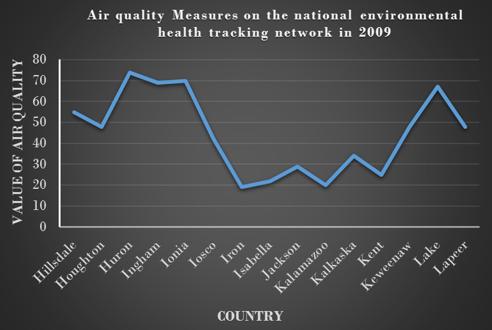 Air quality Measures on the national environmental
health tracking network in 2009
VALUE OF AIR QUALITY
80
70
60
50
40
30
20
10
0
Hillsdale
Houghton
Huron
Ingham
Ionia
Iosco
Iron
Isabella
Jackson
Kalamazoo
Kalkaska
Kent
Keweenaw
Lake
Lapeer
COUNTRY